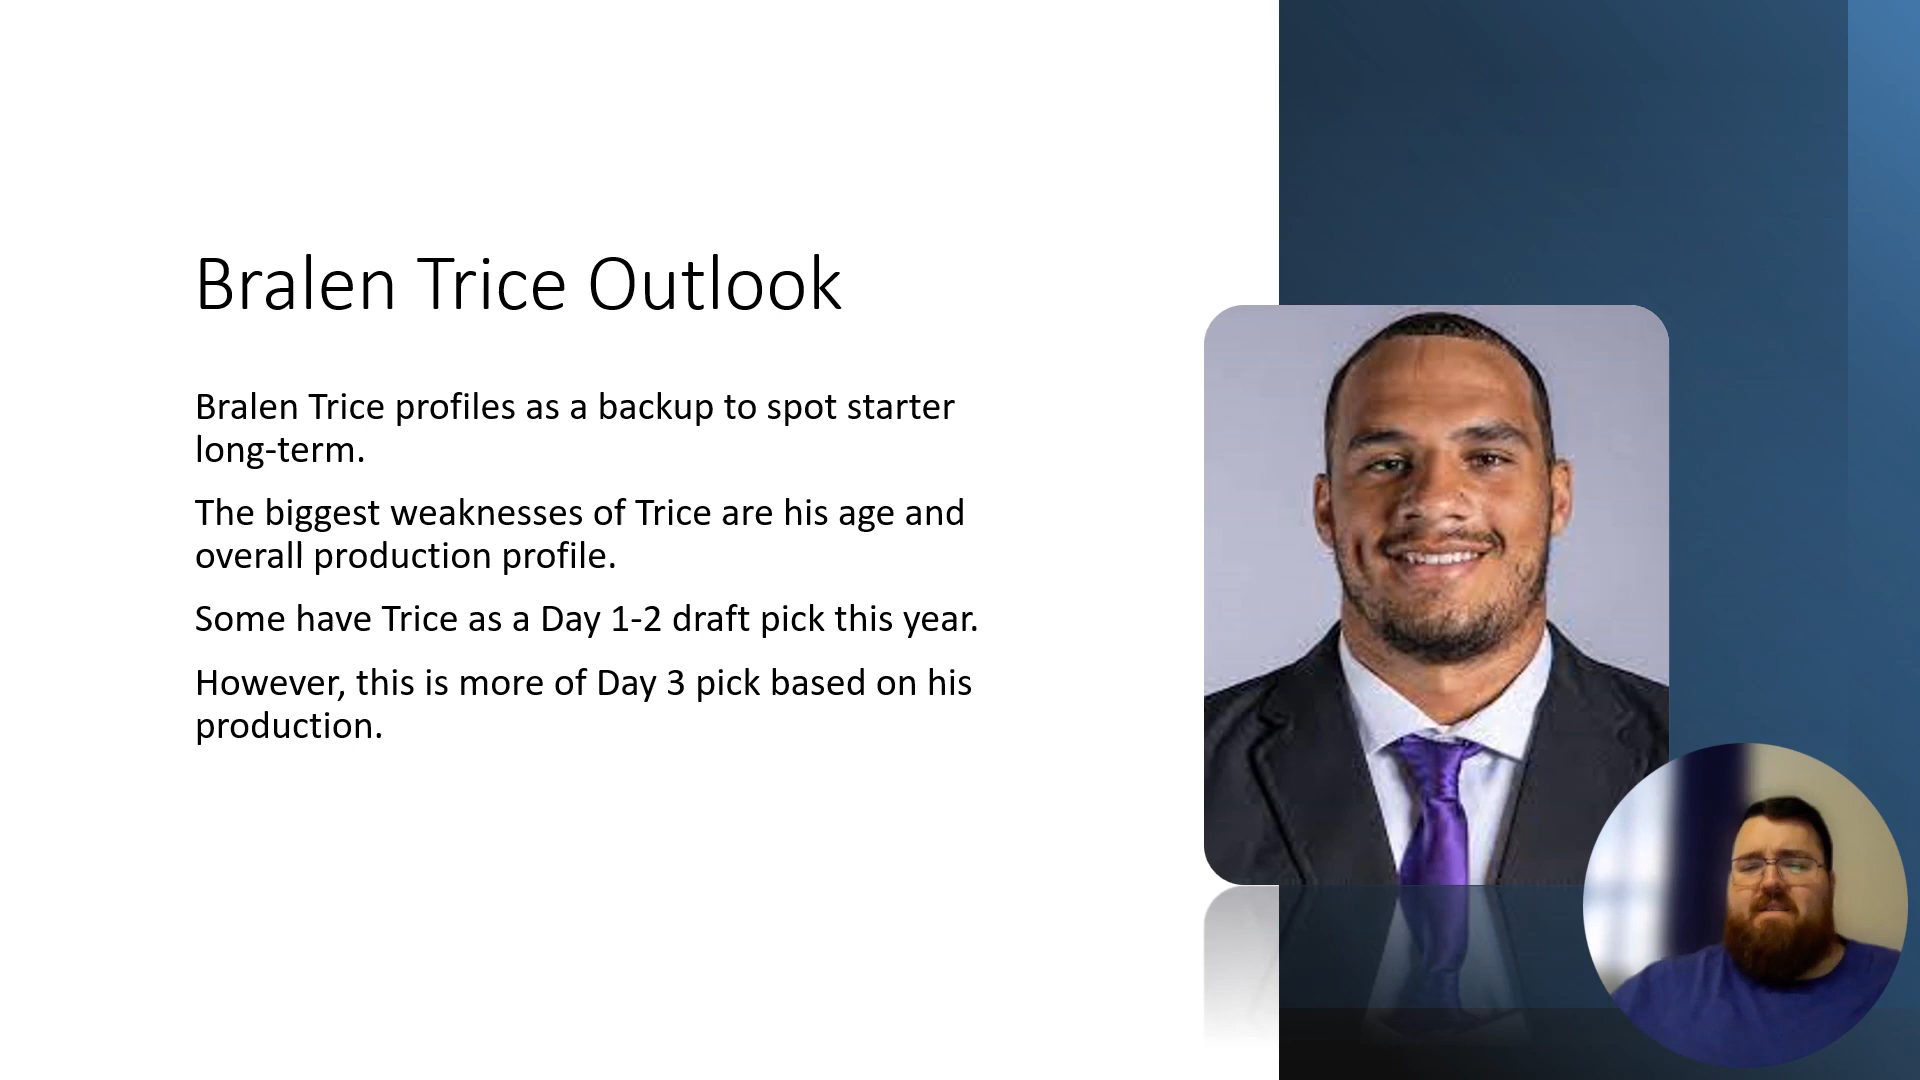 Bralen Trice Outlook
Bralen Trice profiles as a backup to spot starter
long-term.
The biggest weaknesses of Trice are his age and
overall production profile.
Some have Trice as a Day 1-2 draft pick this year.
However, this is more of Day 3 pick based on his
production.